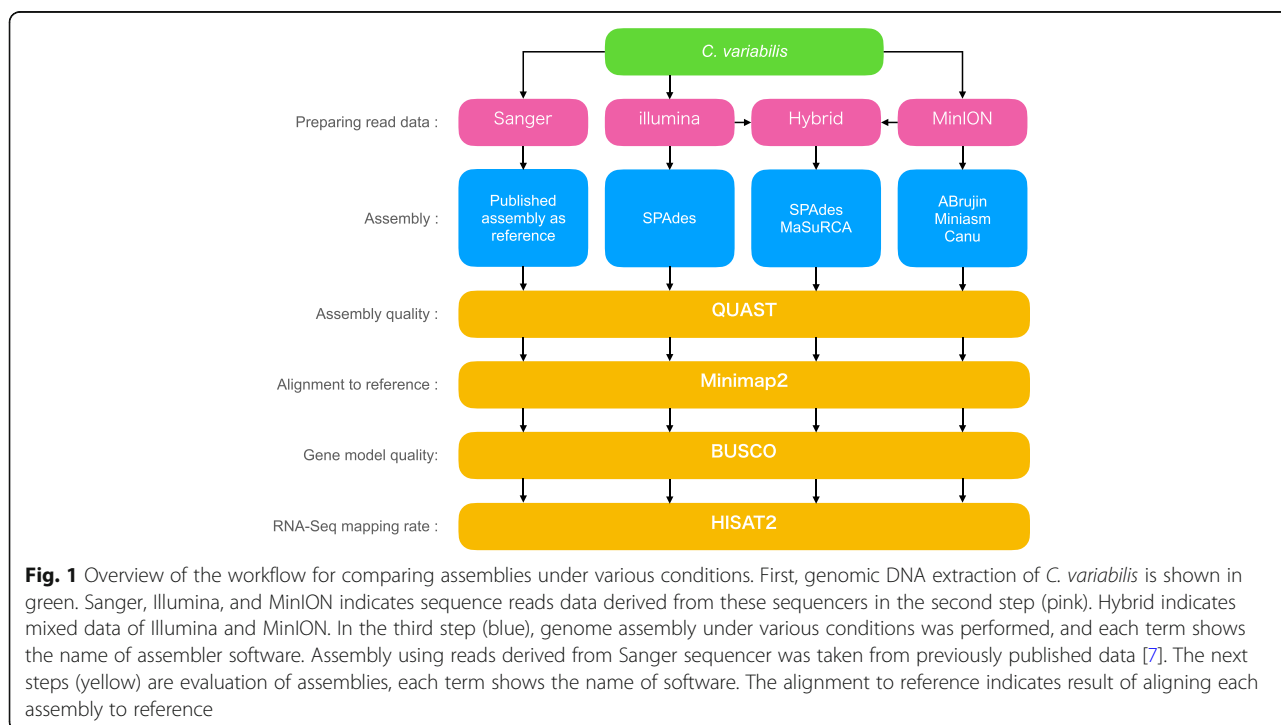 C. variabilis
Preparing read data :
Sanger
illumina
Hybrid
MinION
Assembly :
Published
assembly as
reference
SPAdes
SPAdes
MaSuRCA
ABrujin
Miniasm
Canu
Assembly quality :
QUAST
Alignment to reference :
Minimap2
Gene model quality:
BUSCO
RNA-Seq mapping rate :
HISAT2
Fig. 1 Overview of the workflow for comparing assemblies under various conditions. First, genomic DNA extraction of C. variabilis is shown in
green. Sanger, Illumina, and MinION indicates sequence reads data derived from these sequencers in the second step (pink). Hybrid indicates
mixed data of Illumina and MinION. In the third step (blue), genome assembly under various conditions was performed, and each term shows
the name of assembler software. Assembly using reads derived from Sanger sequencer was taken from previously published data [7]. The next
steps (yellow) are evaluation of assemblies, each term shows the name of software. The alignment to reference indicates result of aligning each
assembly to reference